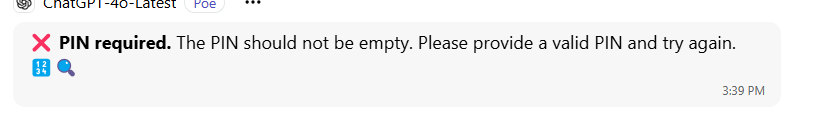 ChatGPT-4o-Latest Poe •••
❌ PIN required. The PIN should not be empty. Please provide a valid PIN and try again.
🔢 🔍
3:39 PM